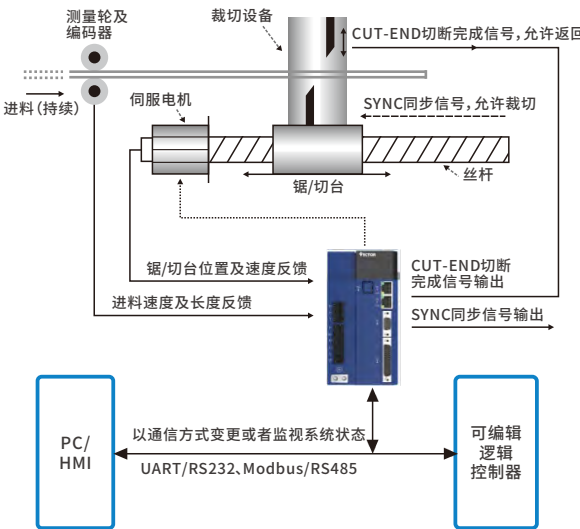 测量轮及
编码器
裁切设备
CUT-END切断完成信号,允许返回
进料(持续)
伺服电机
SYNC同步信号,允许裁切
锯/切台
丝杆
锯/切台位置及速度反馈
进料速度及长度反馈
CUT-END切断
完成信号输出
SYNC同步信号输出
PC/
HMI
以通信方式变更或者监视系统状态
UART/RS232、Modbus/RS485
可编辑
逻辑
控制器